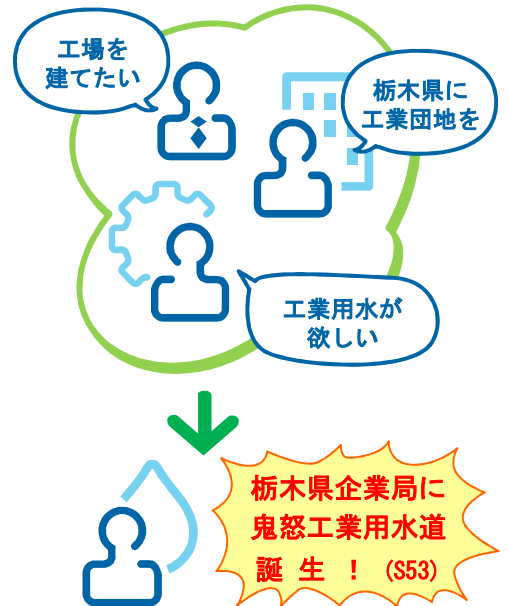 工場を
建てたい
栃木県に
工業団地を
工業用水が
欲しい
栃木県企業局に
鬼怒工業用水道
誕 生 ！ (S53)